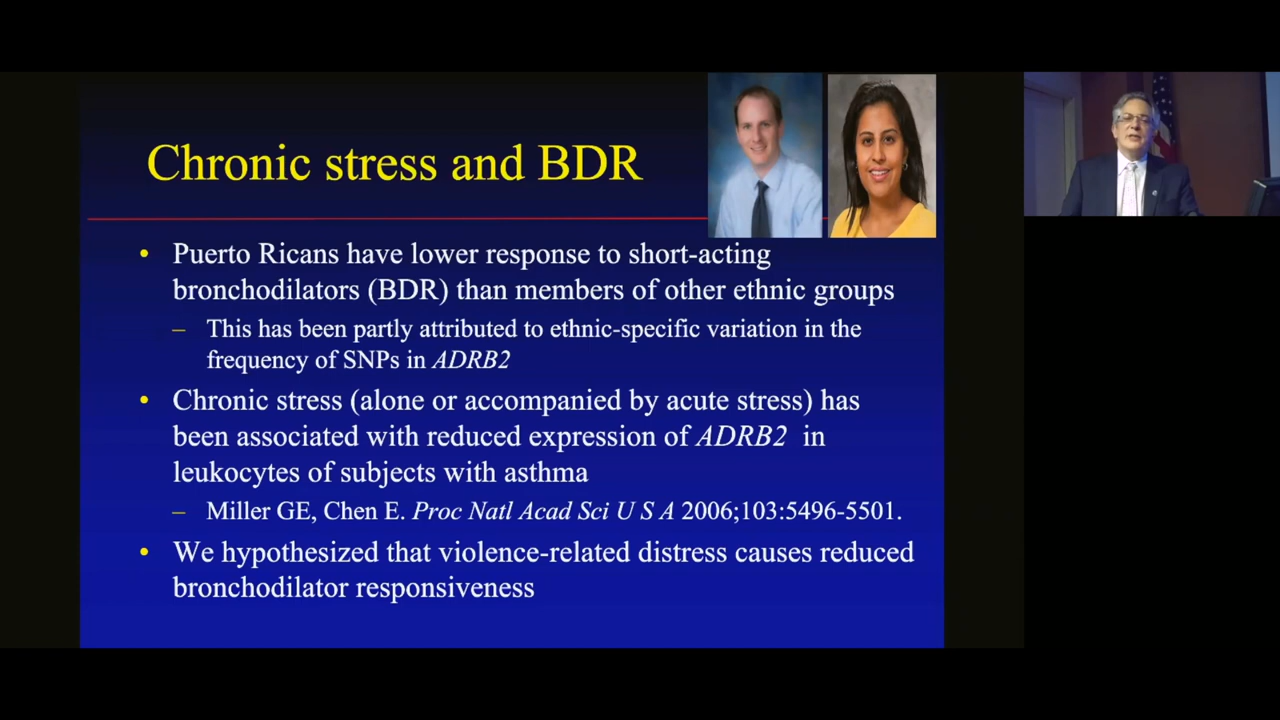 Chronic stress and BDR
• Puerto Ricans have lower response to short-acting
bronchodilators (BDR) than members of other ethnic groups
– This has been partly attributed to ethnic-specific variation in the
frequency of SNPs in ADRB2
• Chronic stress (alone or accompanied by acute stress) has
been associated with reduced expression of ADRB2 in
leukocytes of subjects with asthma
– Miller GE, Chen E. Proc Natl Acad Sci U S A 2006;103:5496-5501.
• We hypothesized that violence-related distress causes reduced
bronchodilator responsiveness